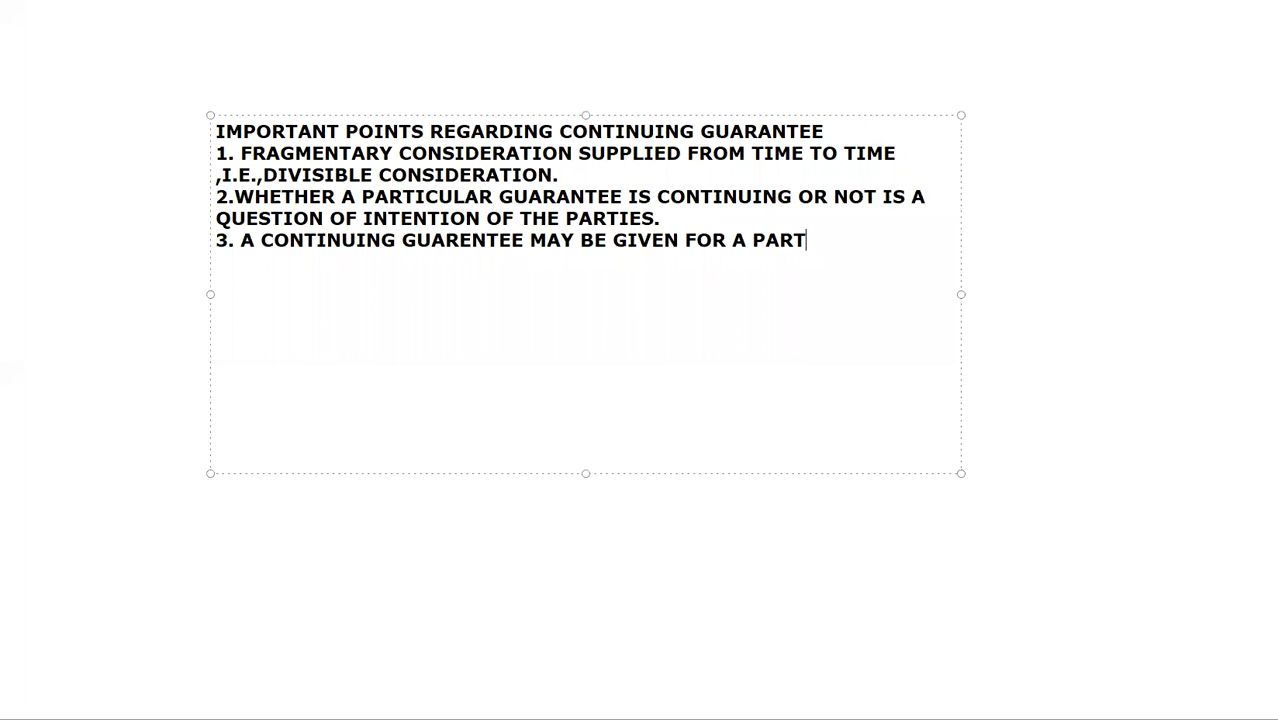 IMPORTANT POINTS REGARDING CONTINUING GUARANTEE
1. FRAGMENTARY CONSIDERATION SUPPLIED FROM TIME TO TIME
,I.E.,DIVISIBLE CONSIDERATION.
2.WHETHER A PARTICULAR GUARANTEE IS CONTINUING OR NOT IS A
QUESTION OF INTENTION OF THE PARTIES.
3. A CONTINUING GUARENTEE MAY BE GIVEN FOR A PART